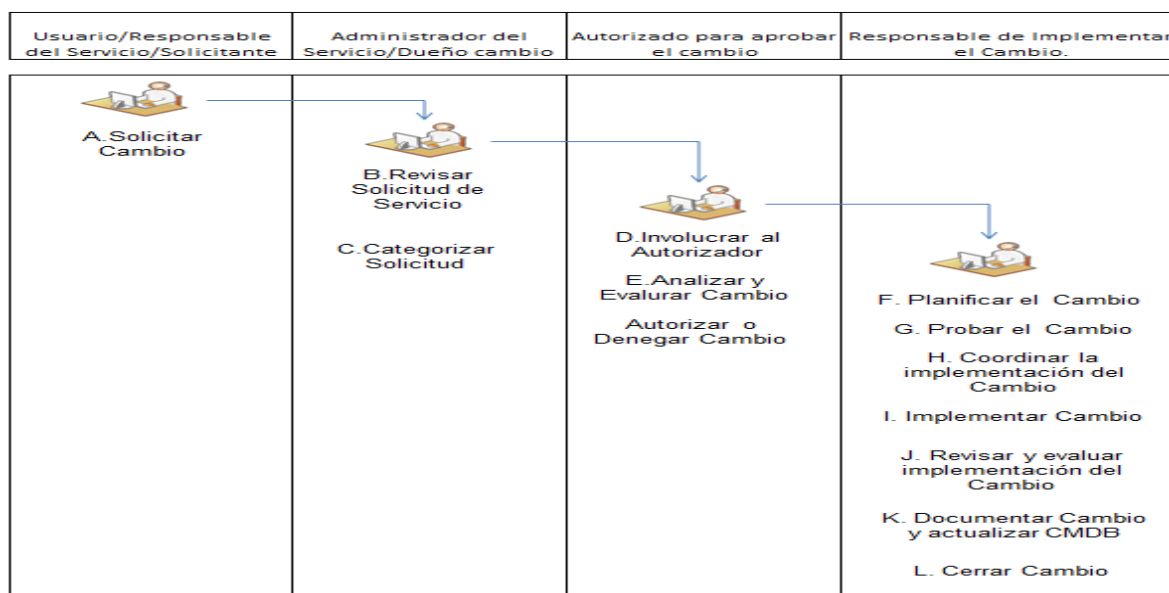 Usuario/Responsable
del Servicio/Solicitante
Administrador del
Servicio/Dueño cambio
Autorizado para aprobar
el cambio
Responsable de Implementar
el Cambio.
A.Solicitar
Cambio
B.Revisar
Solicitud de
Servicio
C.Categorizar
Solicitud
D.Involucrar al
Autorizador
E.Analizar y
Evalurar Cambio
Autorizar o
Denegar Cambio
F. Planificar el Cambio
G. Probar el Cambio
H. Coordinar la
implementación del
Cambio
I. Implementar Cambio
J. Revisar y evaluar
implementación del
Cambio
K. Documentar Cambio
y actualizar CMDB
L. Cerrar Cambio